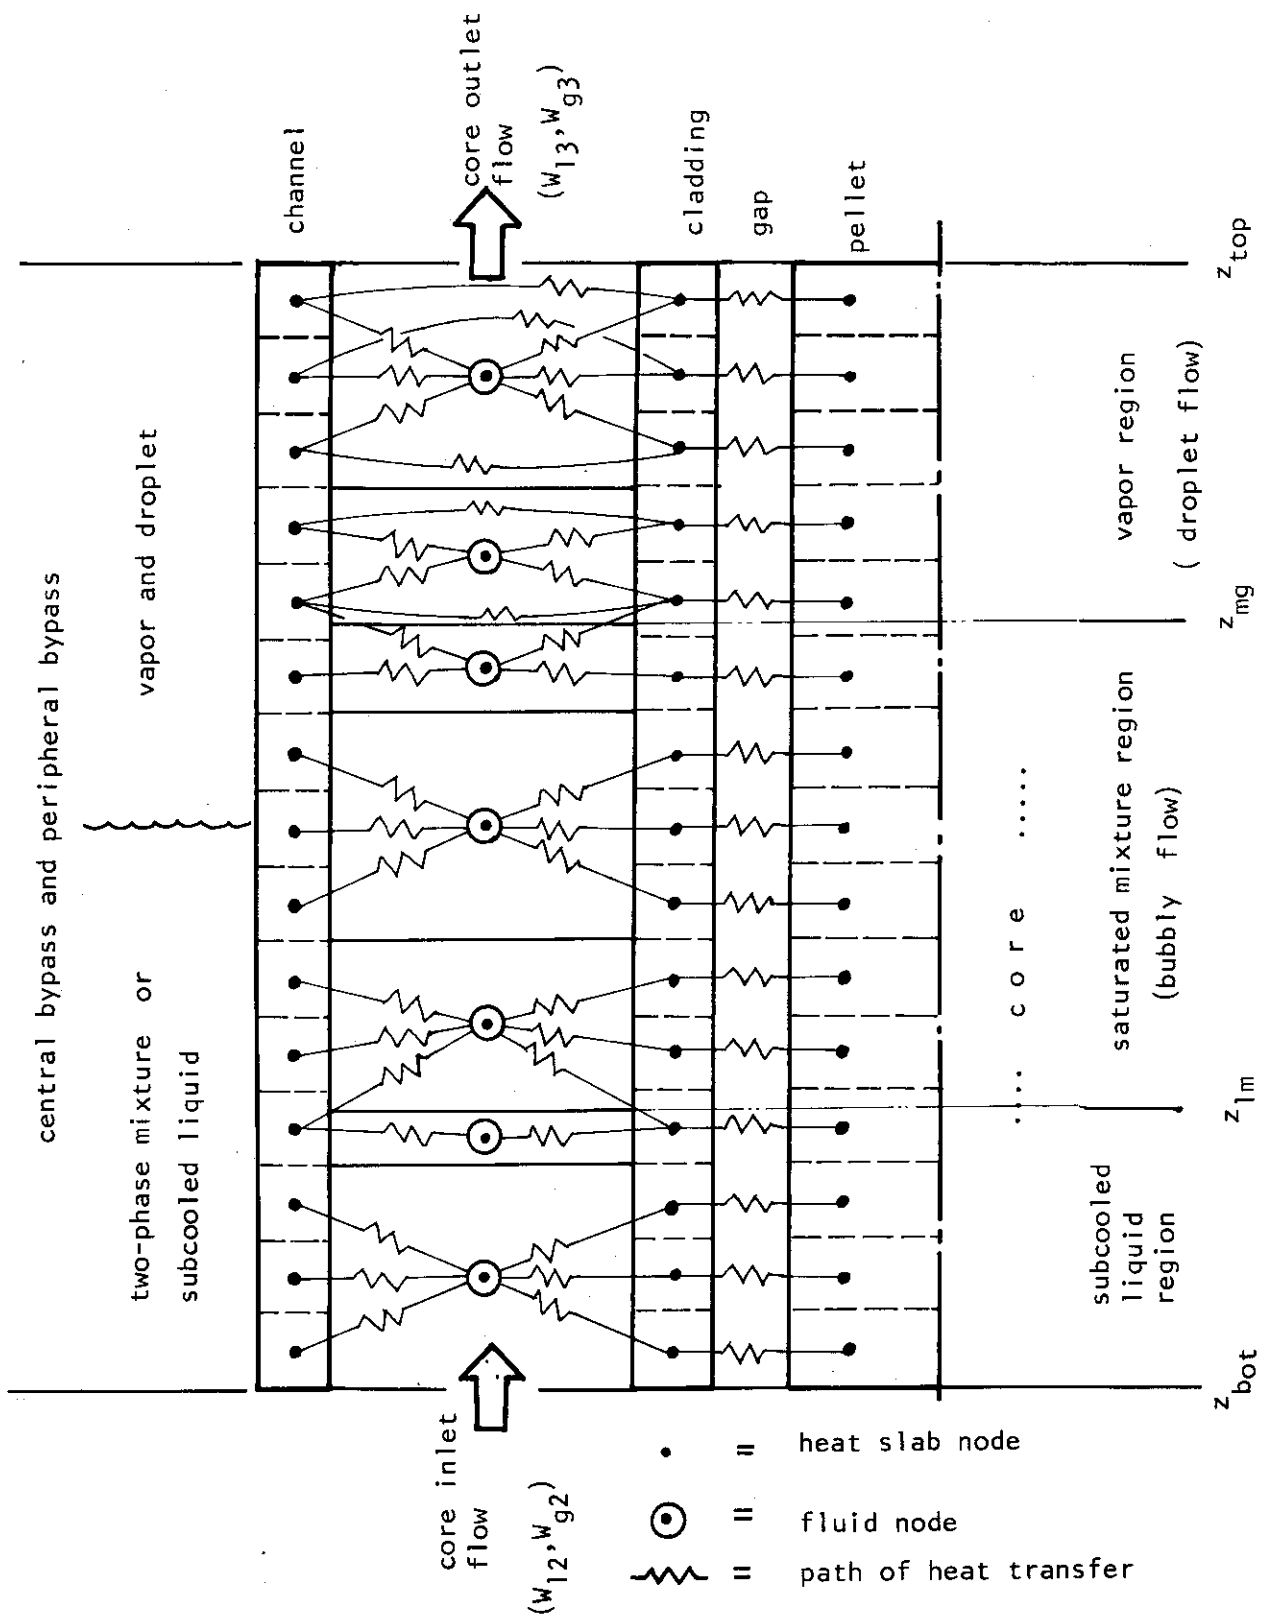 central bypass and peripheral bypass
two-phase mixture or
subcooled liquid
vapor and droplet
channel
core inlet
flow
(W12,Wg2)
core outlet
flow
(W13,Wg3)
cladding
gap
pellet
..... core .....
subcooled
liquid
region
saturated mixture region
(bubbly flow)
vapor region
( droplet flow)
zbot
zlm
zmg
ztop
• = heat slab node
= fluid node
= path of heat transfer